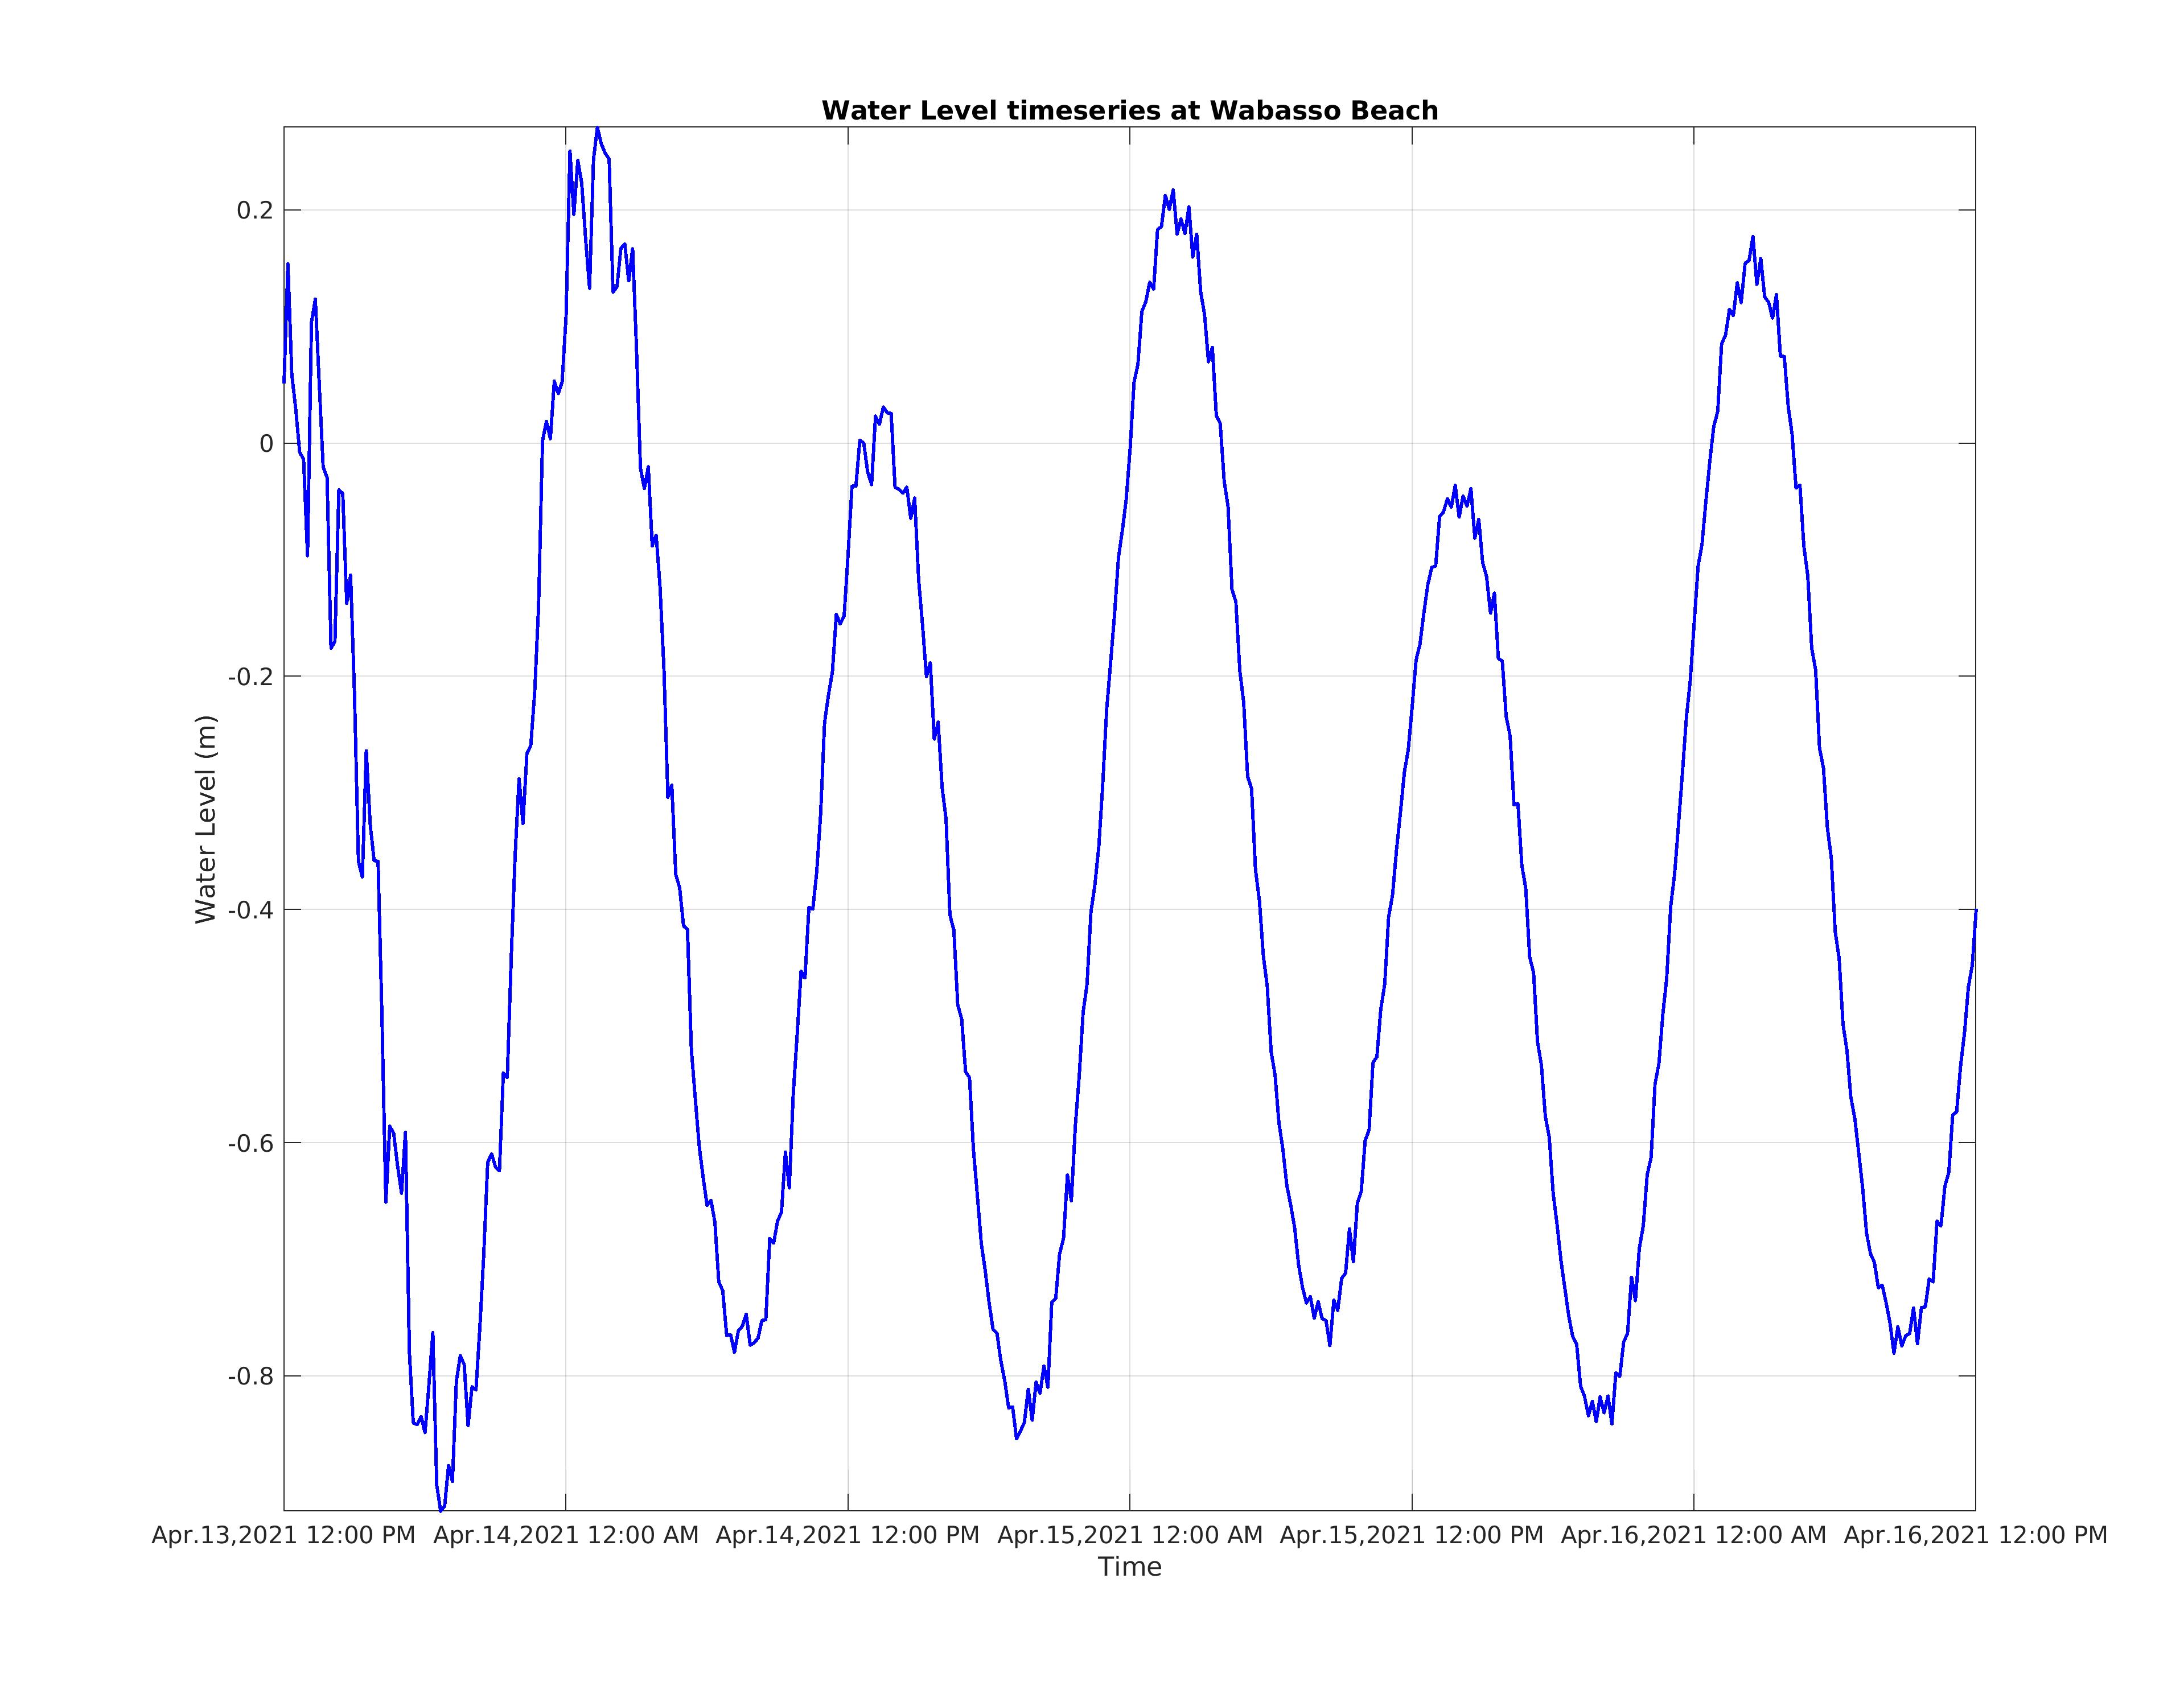 Water Level timeseries at Wabasso Beach
0.2
0
-0.2
-0.4
-0.6
-0.8
Water Level (m)
Apr.13,2021 12:00 PM Apr.14,2021 12:00 AM Apr.14,2021 12:00 PM Apr.15,2021 12:00 AM Apr.15,2021 12:00 PM Apr.16,2021 12:00 AM Apr.16,2021 12:00 PM
Time